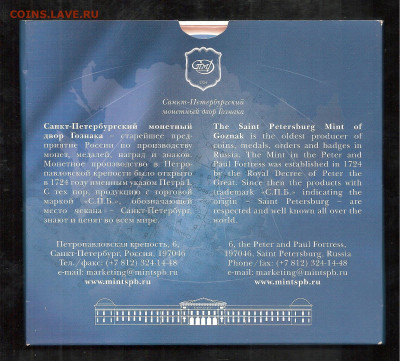 COINS.ЛАВЕ.RU
Санкт-Петербургский
монетный двор Гознака
Санкт-Петербургский монетный
двор Гознака – старейшее пред-
приятие России по производству
монет, медалей, наград и знаков.
Монетное производство в Петро-
павловской крепости было открыто
в 1724 году именным указом Петра I.
С тех пор, продукцию с торговой
маркой «С.П.Б.», обозначающей
место чекана – Санкт-Петербург,
знают и ценят во всем мире.
The Saint Petersburg Mint of
Goznak is the oldest producer of
coins, medals, orders and badges in
Russia. The Mint in the Peter and
Paul Fortress was established in 1724
by the Royal Decree of Peter the
Great. Since then the products with
trademark «С.П.Б.» indicating the
origin – Saint Petersburg – are
respected and well known all over the
world.
Петропавловская крепость, 6,
Санкт-Петербург, Россия, 197046
Тел./факс: (+7 812) 324-14-48
e-mail: marketing@mintspb.ru
www.mintspb.ru
6, the Peter and Paul Fortress,
197046, Saint Petersburg, Russia
Phone/fax: (+7 812) 324-14-48
e-mail: marketing@mintspb.ru
www.mintspb.ru